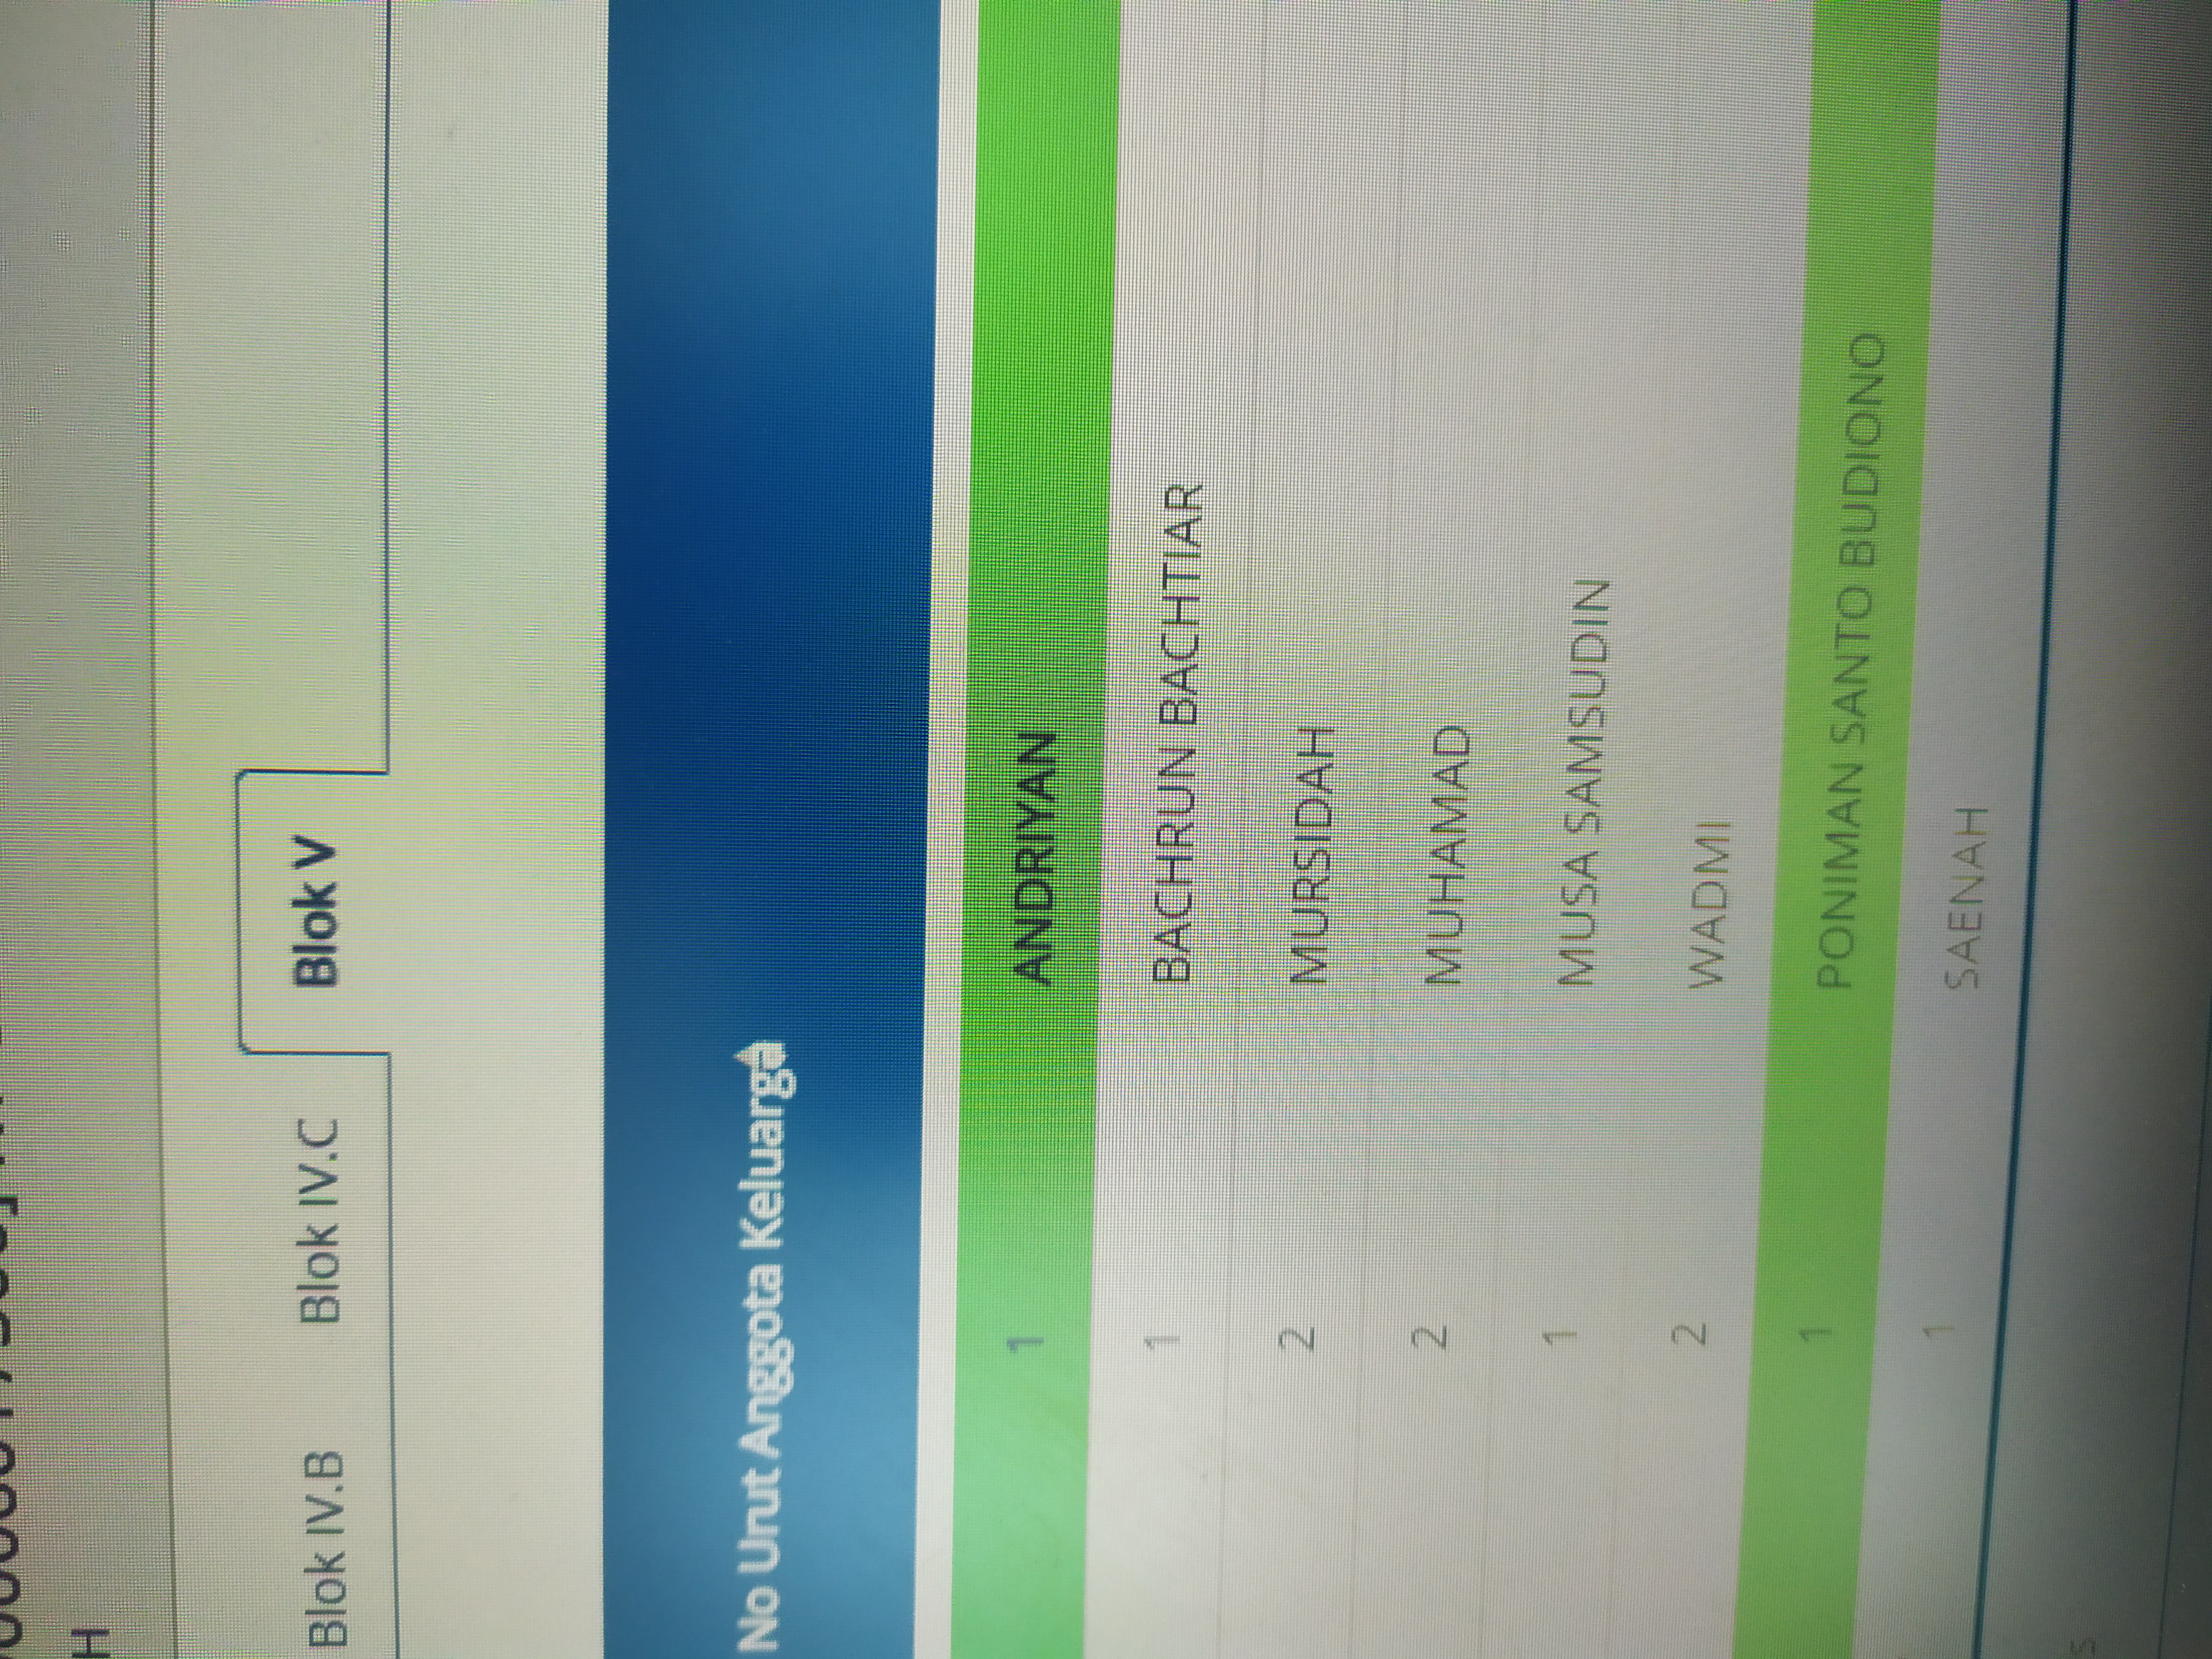 H
Blok IV.B Blok IV.C Blok V
No Urut Anggota Keluarga
1 ANDRIYAN
1 BACHRUN BACHTIAR
2 MURSIDAH
2 MUHAMAD
1 MUSA SAMSUDIN
2 WADMI
1 PONIMAN SANTO BUDIONO
1 SAENAH
s